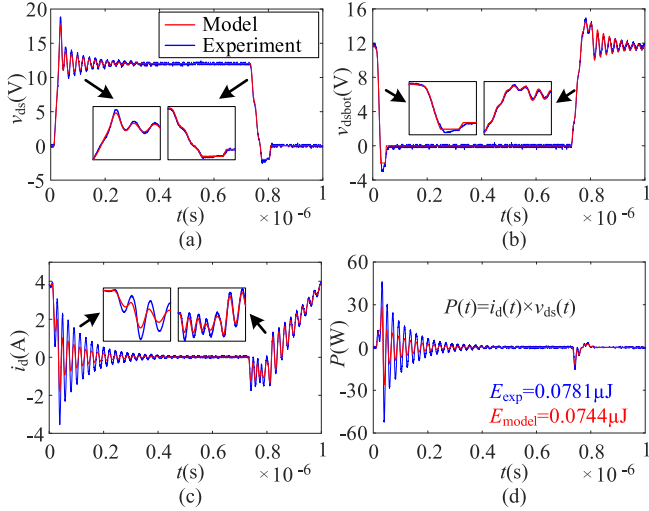 20
15
10
5
0
-5
v_ds(V)
Model
Experiment
0 0.2 0.4 0.6 0.8 1
t(s) ×10^-6
(a)
15
10
5
0
-4
v_dsbot(V)
0 0.2 0.4 0.6 0.8 1
t(s) ×10^-6
(b)
4
2
0
-2
-4
i_d(A)
0 0.2 0.4 0.6 0.8 1
t(s) ×10^-6
(c)
60
30
0
-30
-60
P(W)
P(t)=i_d(t)×v_ds(t)
E_exp=0.0781μJ
E_model=0.0744μJ
0 0.2 0.4 0.6 0.8 1
t(s) ×10^-6
(d)